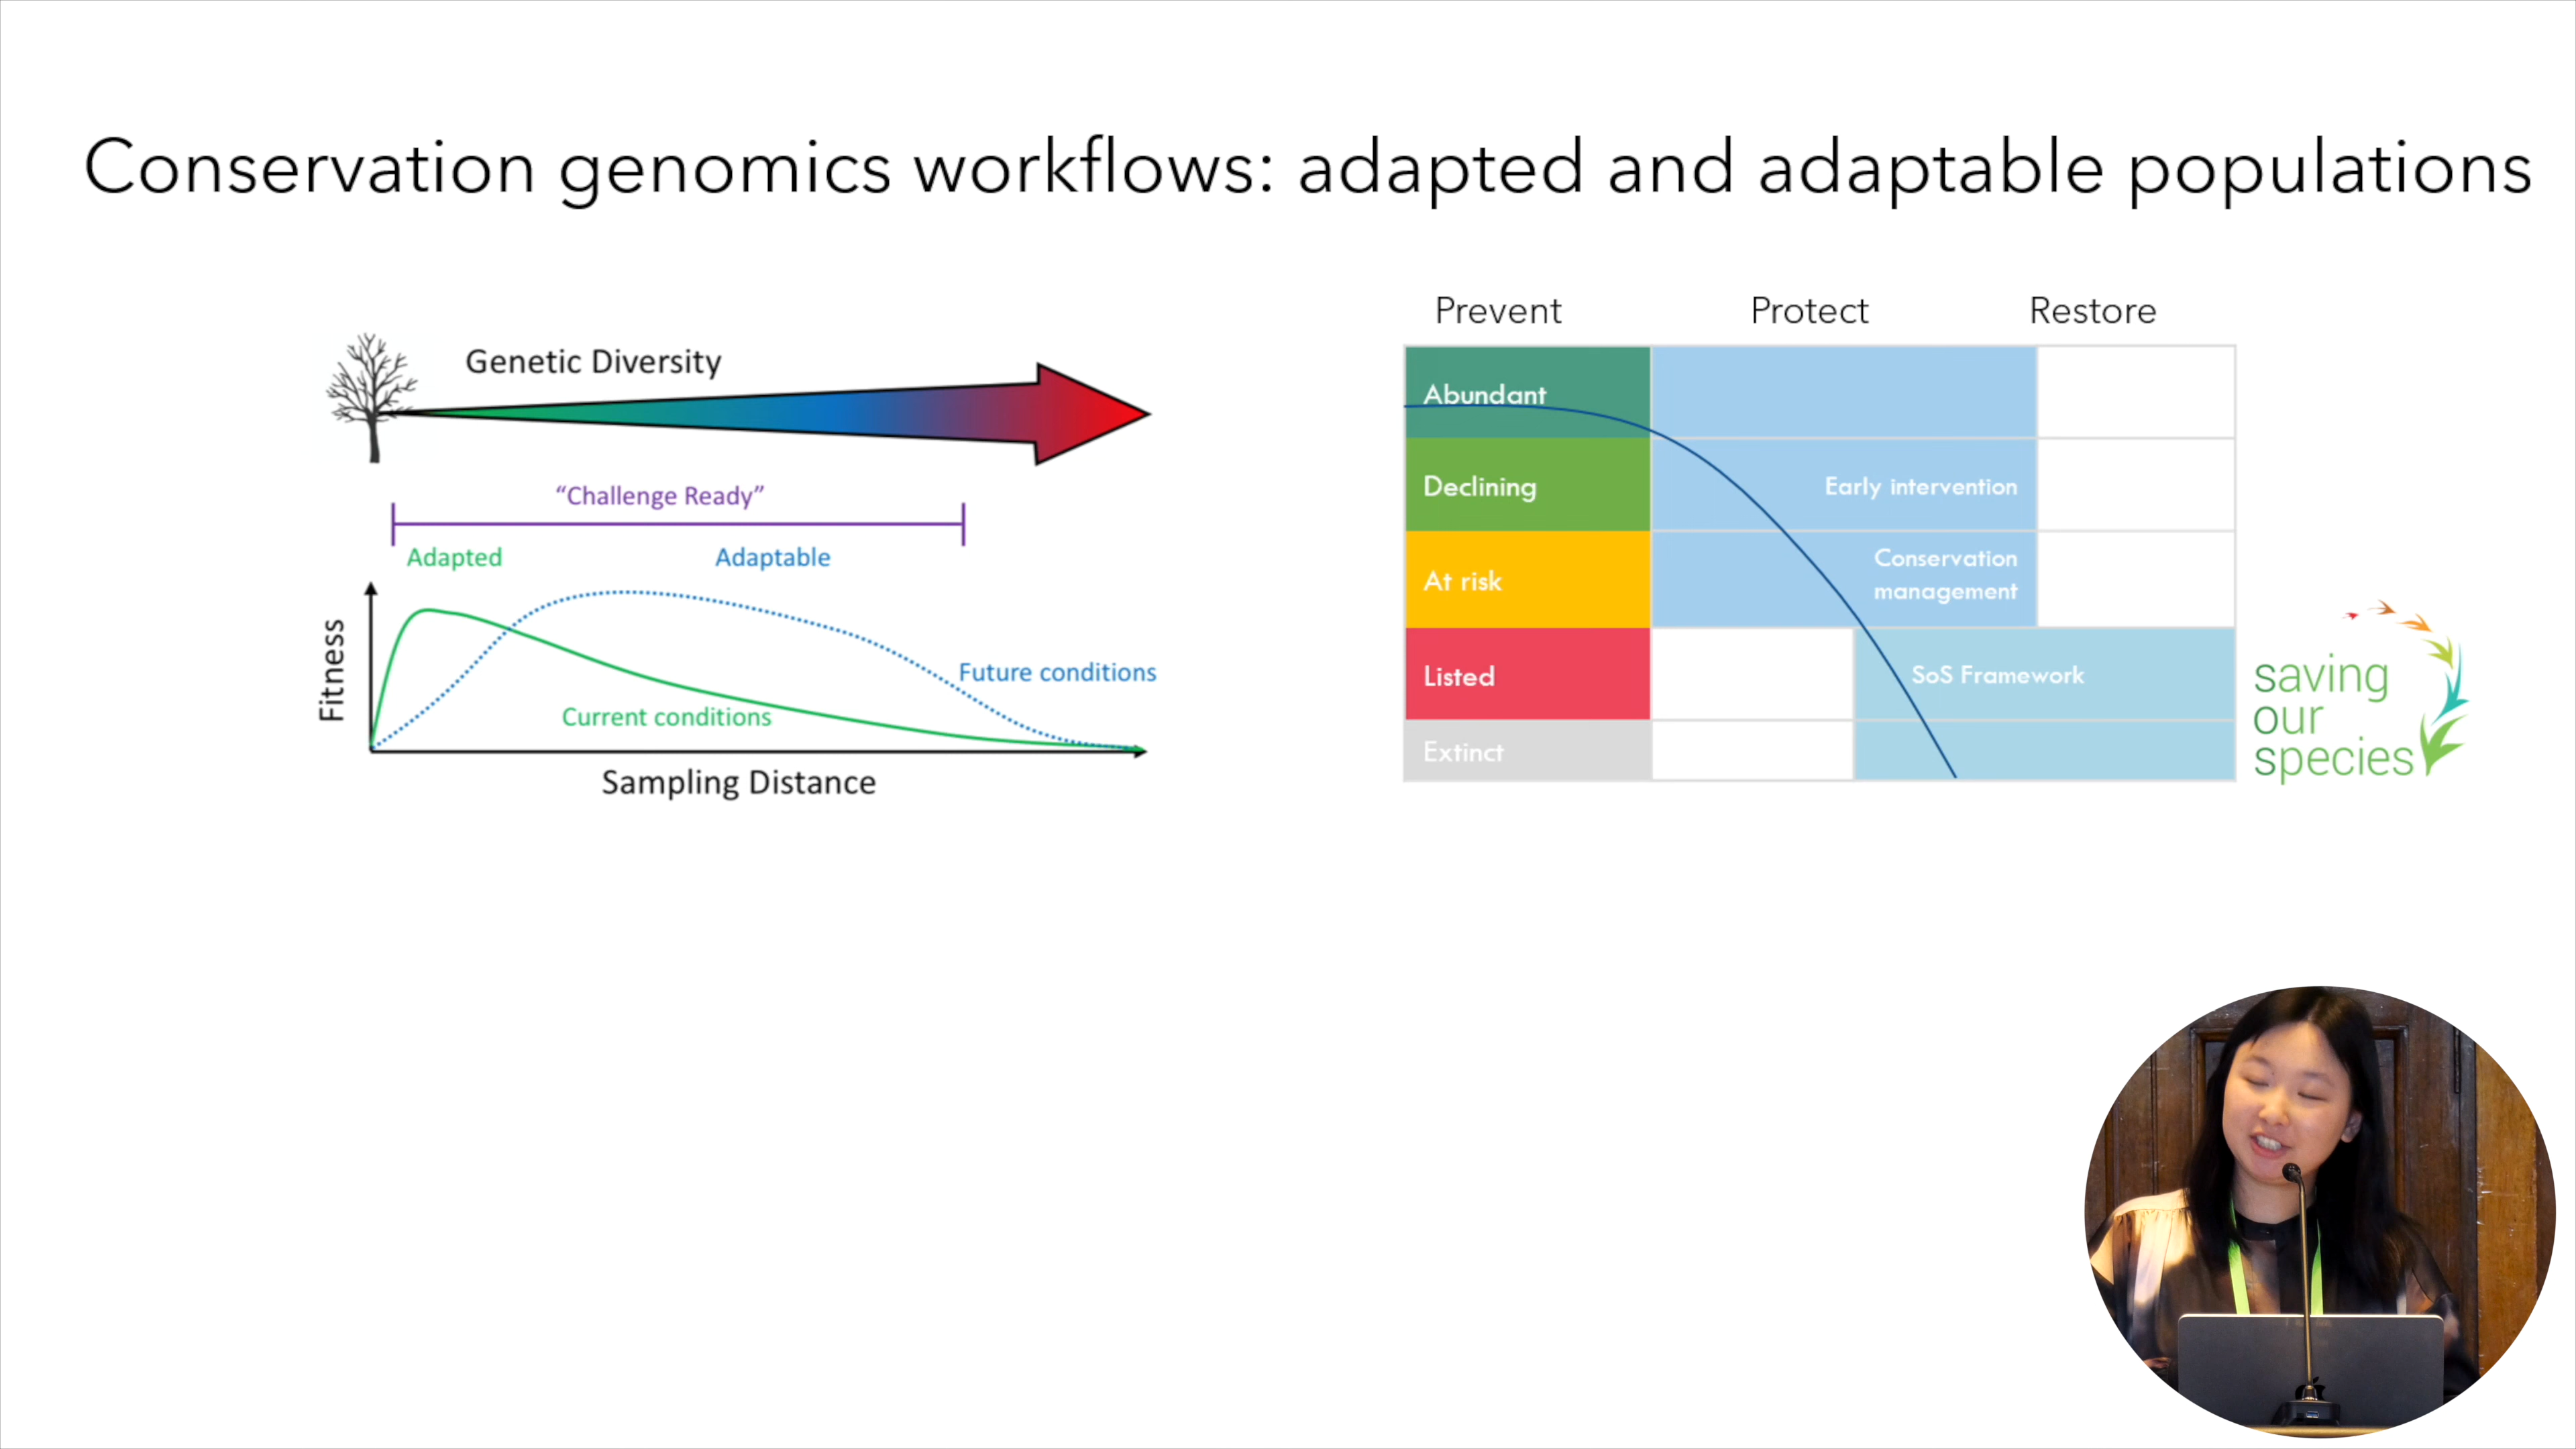 Conservation genomics workflows: adapted and adaptable populations
Genetic Diversity
“Challenge Ready”
Adapted
Adaptable
Fitness
Future conditions
Current conditions
Sampling Distance
Prevent
Protect
Restore
Abundant
Declining
Early intervention
At risk
Conservation
management
Listed
SoS Framework
Extinct
saving
our
species